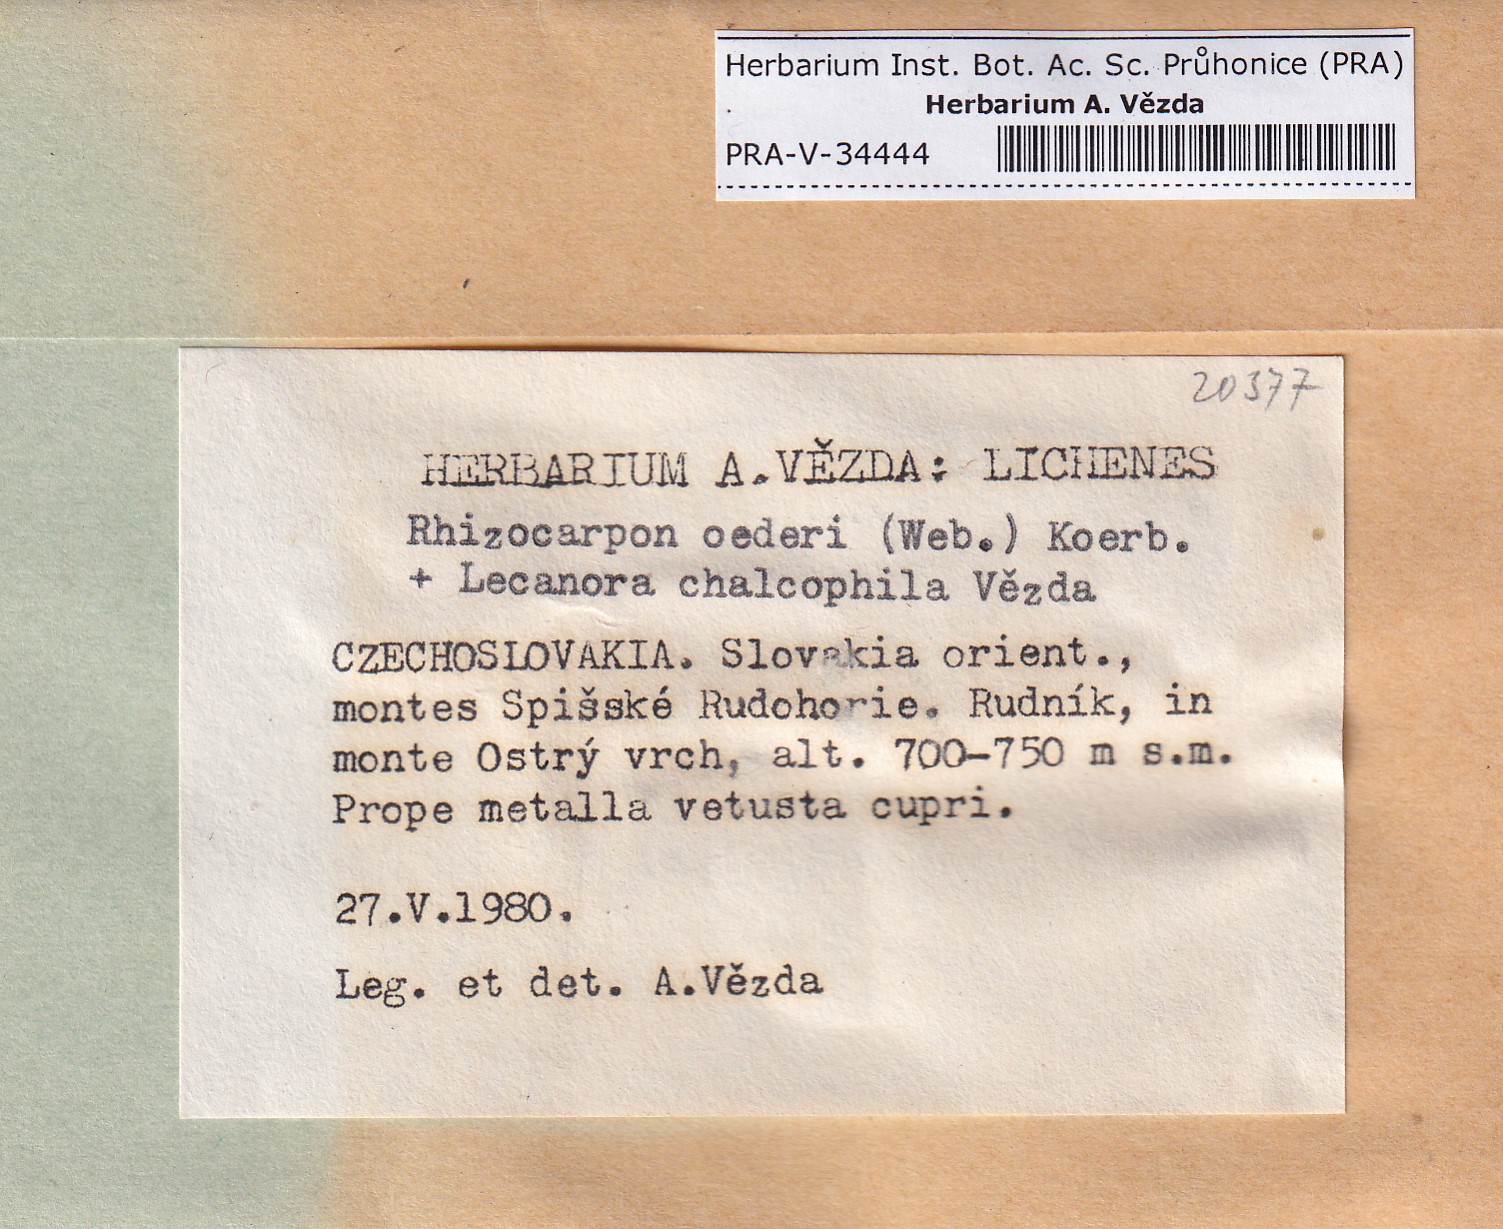 Herbarium Inst. Bot. Ac. Sc. Průhonice (PRA)
Herbarium A. Vězda
PRA-V-34444
20377
HERBARIUM A.VĚZDA: LICHENES
Rhizocarpon oederi (Web.) Koerb.
+ Lecanora chalcophila Vězda
CZECHOSLOVAKIA. Slovakia orient.,
montes Spišské Rudohorie. Rudník, in
monte Ostrý vrch, alt. 700-750 m s.m.
Prope metalla vetusta cupri.
27.V.1980.
Leg. et det. A.Vězda